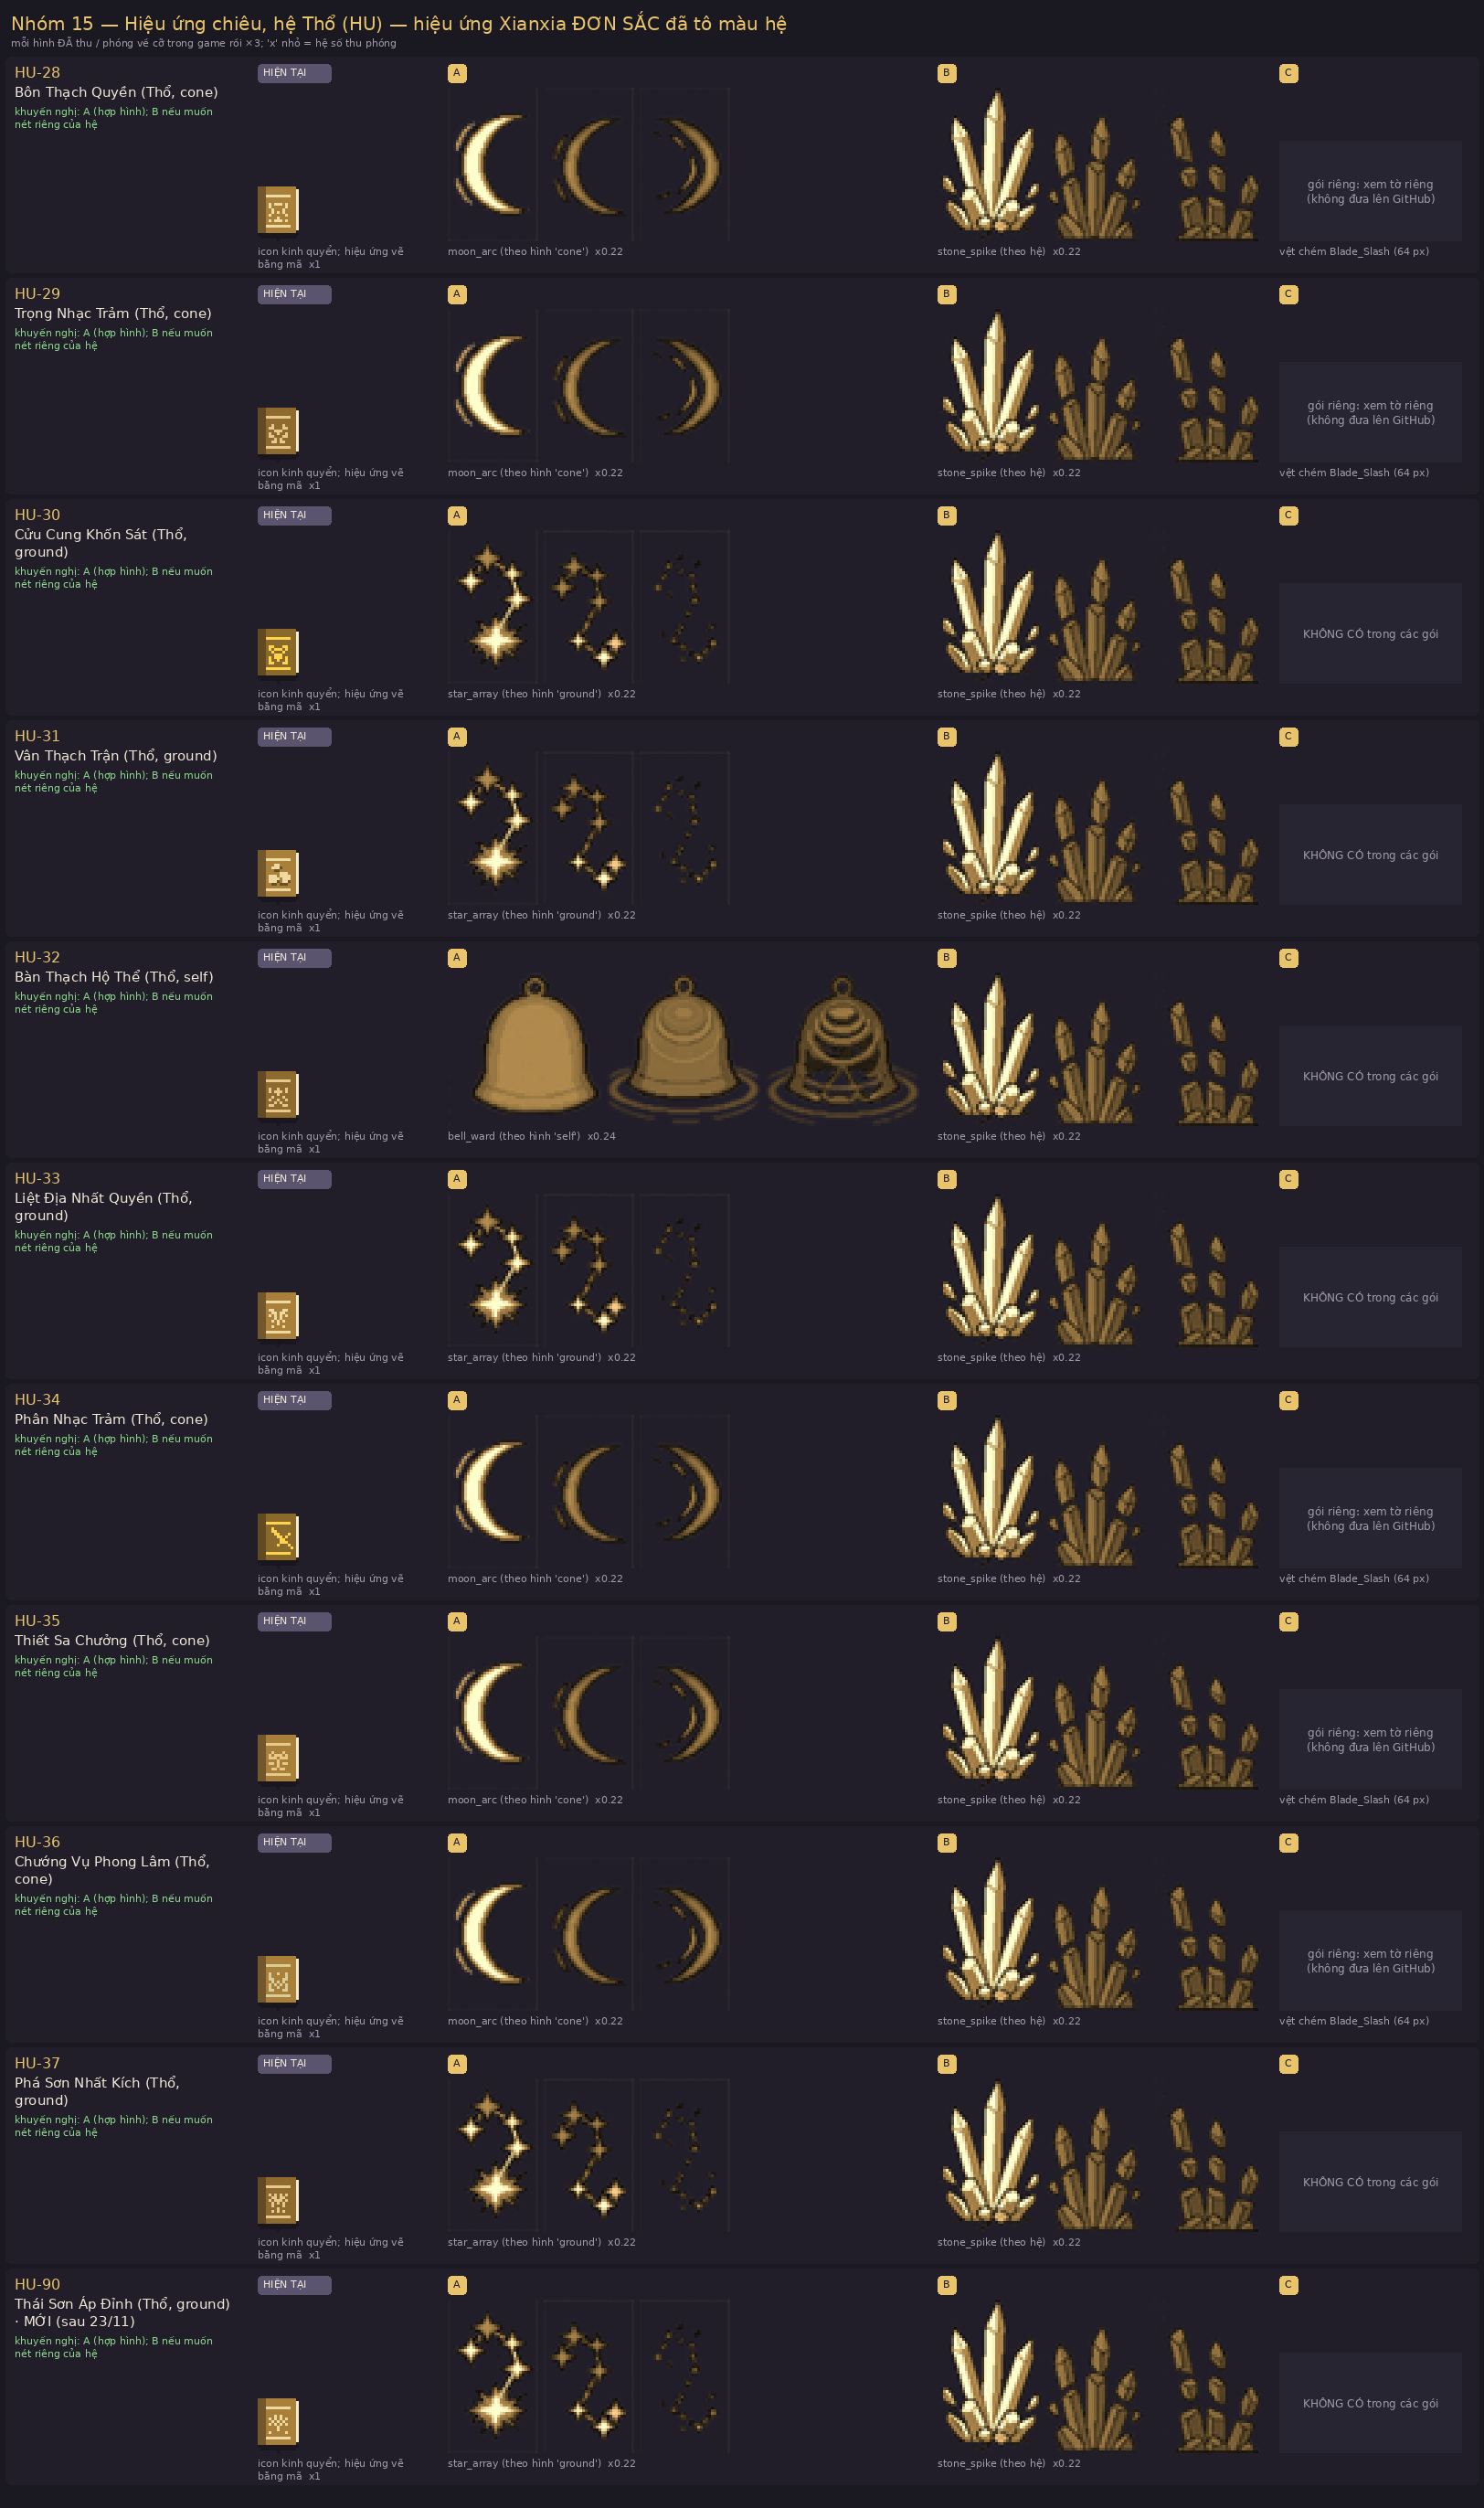 Nhóm 15 — Hiệu ứng chiêu, hệ Thổ (HU) — hiệu ứng Xianxia ĐƠN SẮC đã tô màu hệ
mỗi hình ĐÃ thu / phóng về cỡ trong game rồi ×3; 'x' nhỏ = hệ số thu phóng
HU-28
Bôn Thạch Quyền (Thổ, cone)
khuyến nghị: A (hợp hình); B nếu muốn
nét riêng của hệ
HIỆN TẠI
icon kinh quyển; hiệu ứng vẽ
bằng mã x1
A
moon_arc (theo hình 'cone') x0.22
B
stone_spike (theo hệ) x0.22
C
gói riêng: xem tờ riêng
(không đưa lên GitHub)
vệt chém Blade_Slash (64 px)
HU-29
Trọng Nhạc Trảm (Thổ, cone)
khuyến nghị: A (hợp hình); B nếu muốn
nét riêng của hệ
HIỆN TẠI
icon kinh quyển; hiệu ứng vẽ
bằng mã x1
A
moon_arc (theo hình 'cone') x0.22
B
stone_spike (theo hệ) x0.22
C
gói riêng: xem tờ riêng
(không đưa lên GitHub)
vệt chém Blade_Slash (64 px)
HU-30
Cửu Cung Khốn Sát (Thổ,
ground)
khuyến nghị: A (hợp hình); B nếu muốn
nét riêng của hệ
HIỆN TẠI
icon kinh quyển; hiệu ứng vẽ
bằng mã x1
A
star_array (theo hình 'ground') x0.22
B
stone_spike (theo hệ) x0.22
C
KHÔNG CÓ trong các gói
HU-31
Vân Thạch Trận (Thổ, ground)
khuyến nghị: A (hợp hình); B nếu muốn
nét riêng của hệ
HIỆN TẠI
icon kinh quyển; hiệu ứng vẽ
bằng mã x1
A
star_array (theo hình 'ground') x0.22
B
stone_spike (theo hệ) x0.22
C
KHÔNG CÓ trong các gói
HU-32
Bàn Thạch Hộ Thể (Thổ, self)
khuyến nghị: A (hợp hình); B nếu muốn
nét riêng của hệ
HIỆN TẠI
icon kinh quyển; hiệu ứng vẽ
bằng mã x1
A
bell_ward (theo hình 'self') x0.24
B
stone_spike (theo hệ) x0.22
C
KHÔNG CÓ trong các gói
HU-33
Liệt Địa Nhất Quyền (Thổ,
ground)
khuyến nghị: A (hợp hình); B nếu muốn
nét riêng của hệ
HIỆN TẠI
icon kinh quyển; hiệu ứng vẽ
bằng mã x1
A
star_array (theo hình 'ground') x0.22
B
stone_spike (theo hệ) x0.22
C
KHÔNG CÓ trong các gói
HU-34
Phân Nhạc Trảm (Thổ, cone)
khuyến nghị: A (hợp hình); B nếu muốn
nét riêng của hệ
HIỆN TẠI
icon kinh quyển; hiệu ứng vẽ
bằng mã x1
A
moon_arc (theo hình 'cone') x0.22
B
stone_spike (theo hệ) x0.22
C
gói riêng: xem tờ riêng
(không đưa lên GitHub)
vệt chém Blade_Slash (64 px)
HU-35
Thiết Sa Chưởng (Thổ, cone)
khuyến nghị: A (hợp hình); B nếu muốn
nét riêng của hệ
HIỆN TẠI
icon kinh quyển; hiệu ứng vẽ
bằng mã x1
A
moon_arc (theo hình 'cone') x0.22
B
stone_spike (theo hệ) x0.22
C
gói riêng: xem tờ riêng
(không đưa lên GitHub)
vệt chém Blade_Slash (64 px)
HU-36
Chướng Vụ Phong Lâm (Thổ,
cone)
khuyến nghị: A (hợp hình); B nếu muốn
nét riêng của hệ
HIỆN TẠI
icon kinh quyển; hiệu ứng vẽ
bằng mã x1
A
moon_arc (theo hình 'cone') x0.22
B
stone_spike (theo hệ) x0.22
C
gói riêng: xem tờ riêng
(không đưa lên GitHub)
vệt chém Blade_Slash (64 px)
HU-37
Phá Sơn Nhất Kích (Thổ,
ground)
khuyến nghị: A (hợp hình); B nếu muốn
nét riêng của hệ
HIỆN TẠI
icon kinh quyển; hiệu ứng vẽ
bằng mã x1
A
star_array (theo hình 'ground') x0.22
B
stone_spike (theo hệ) x0.22
C
KHÔNG CÓ trong các gói
HU-90
Thái Sơn Áp Đỉnh (Thổ, ground)
· MỚI (sau 23/11)
khuyến nghị: A (hợp hình); B nếu muốn
nét riêng của hệ
HIỆN TẠI
icon kinh quyển; hiệu ứng vẽ
bằng mã x1
A
star_array (theo hình 'ground') x0.22
B
stone_spike (theo hệ) x0.22
C
KHÔNG CÓ trong các gói